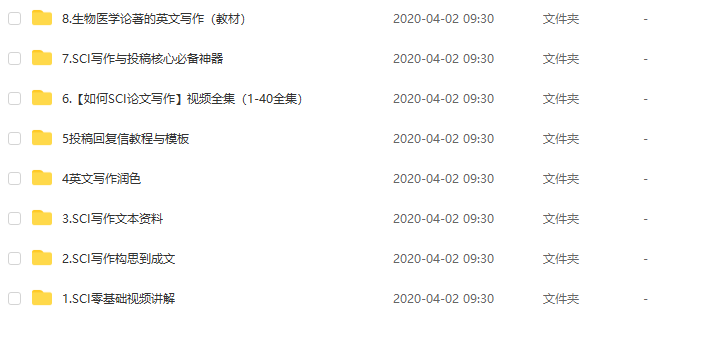 8.生物医学论著的英文写作（教材） 2020-04-02 09:30 文件夹 -
7.SCI写作与投稿核心必备神器 2020-04-02 09:30 文件夹 -
6.【如何SCI论文写作】视频全集（1-40全集） 2020-04-02 09:30 文件夹 -
5投稿回复信教程与模板 2020-04-02 09:30 文件夹 -
4英文写作润色 2020-04-02 09:30 文件夹 -
3.SCI写作文本资料 2020-04-02 09:30 文件夹 -
2.SCI写作构思到成文 2020-04-02 09:30 文件夹 -
1.SCI零基础视频讲解 2020-04-02 09:30 文件夹 -